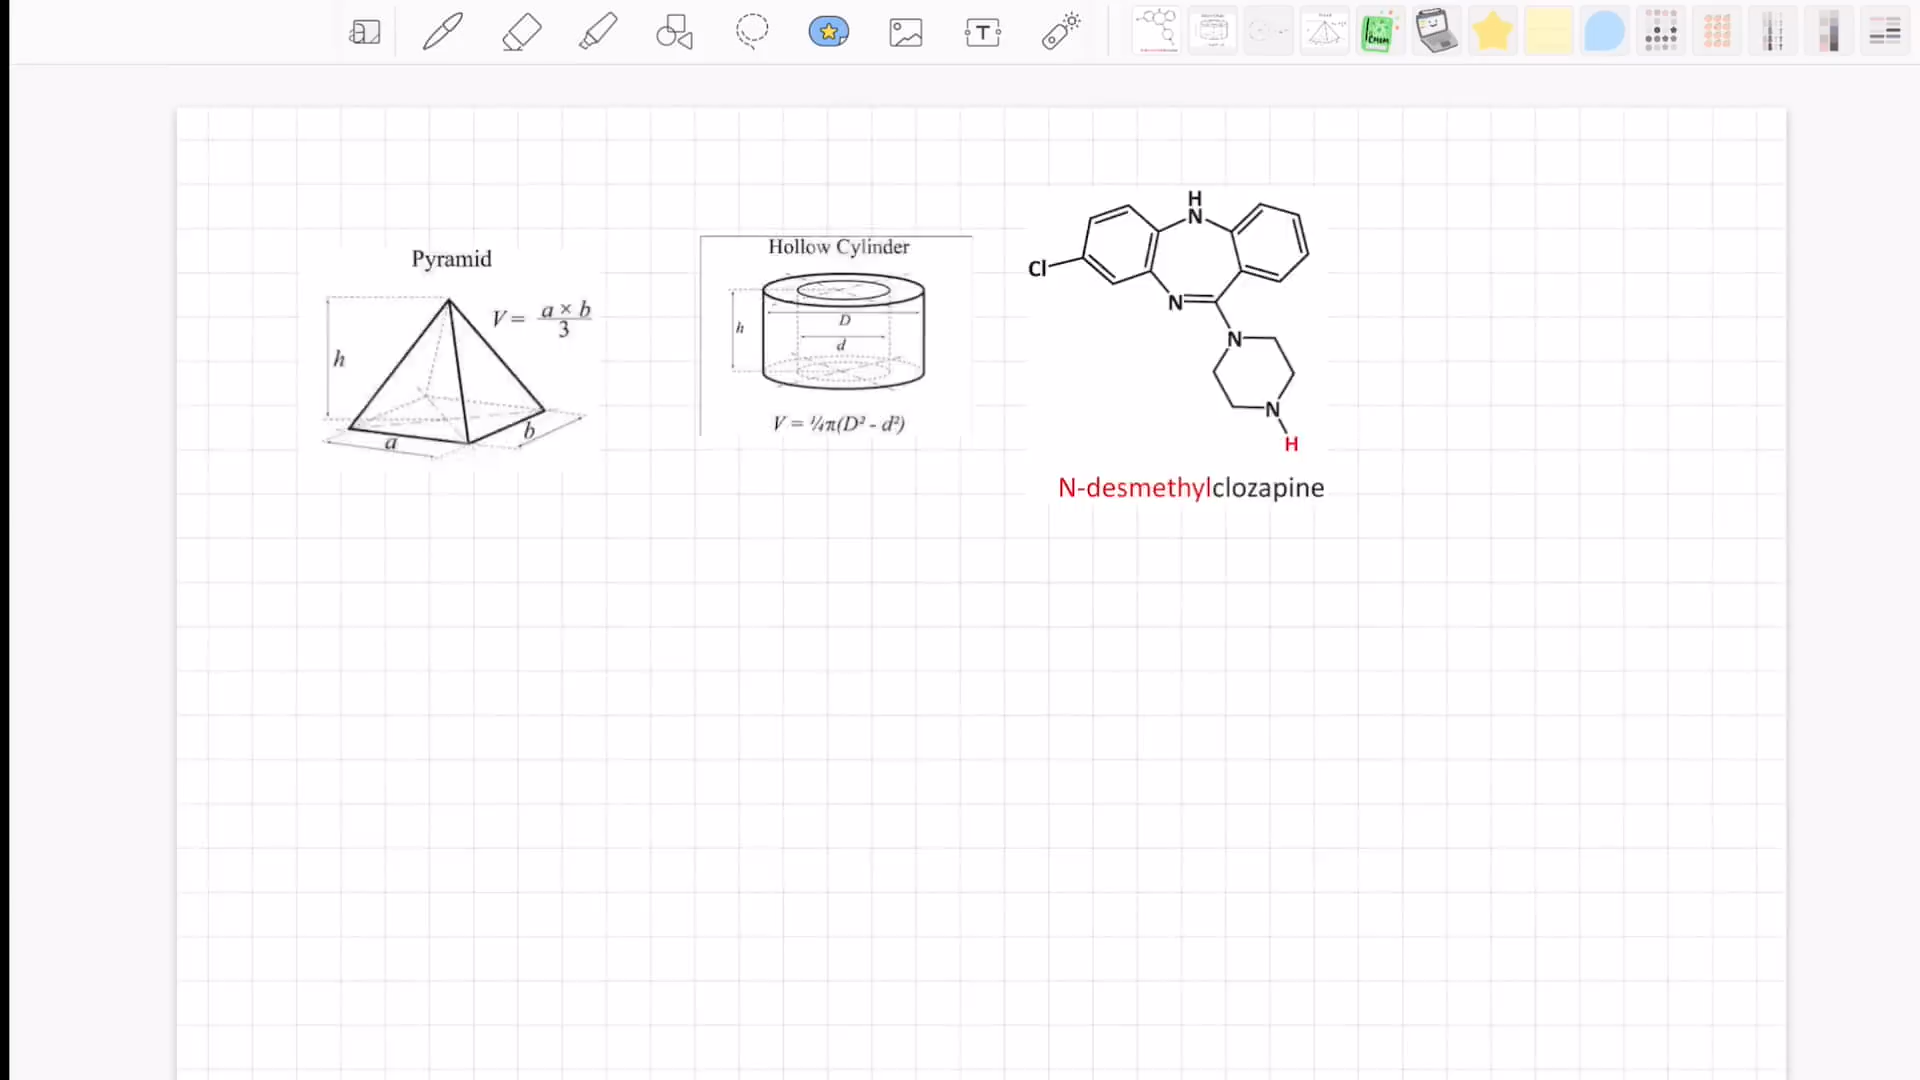 Pyramid
V = a × b / 3
h
a
b
Hollow Cylinder
h
D
d
V = ¼π(D² - d²)
H
N
Cl
N
N
N
H
N-desmethylclozapine
T